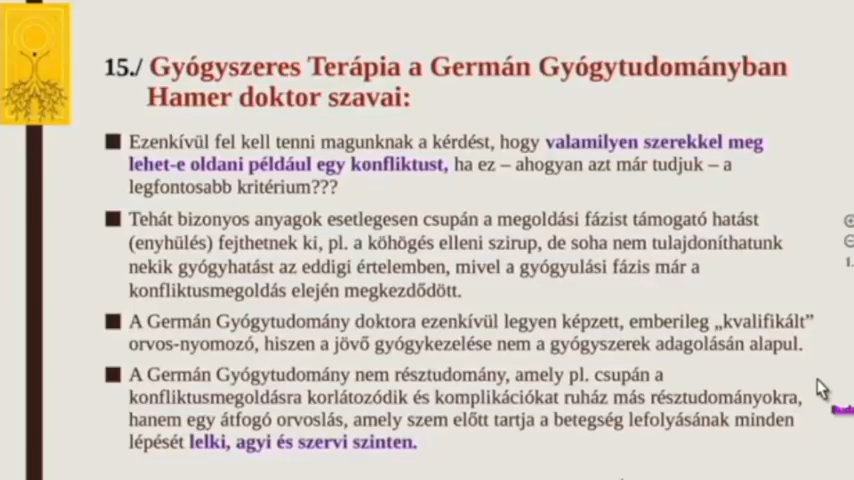 15./ Gyógyszeres Terápia a Germán Gyógytudományban
Hamer doktor szavai:
Ezenkívül fel kell tenni magunknak a kérdést, hogy valamilyen szerekkel meg
lehet-e oldani például egy konfliktust, ha ez – ahogyan azt már tudjuk – a
legfontosabb kritérium???
Tehát bizonyos anyagok esetlegesen csupán a megoldási fázist támogató hatást
(enyhülés) fejthetnek ki, pl. a köhögés elleni szirup, de soha nem tulajdoníthatunk
nekik gyógyhatást az eddigi értelemben, mivel a gyógyulási fázis már a
konfliktusmegoldás elején megkezdődött.
A Germán Gyógytudomány doktora ezenkívül legyen képzett, emberileg „kvalifikált”
orvos-nyomozó, hiszen a jövő gyógykezelése nem a gyógyszerek adagolásán alapul.
A Germán Gyógytudomány nem résztudomány, amely pl. csupán a
konfliktusmegoldásra korlátozódik és komplikációkat ruház más résztudományokra,
hanem egy átfogó orvoslás, amely szem előtt tartja a betegség lefolyásának minden
lépését lelki, agyi és szervi szinten.
1.